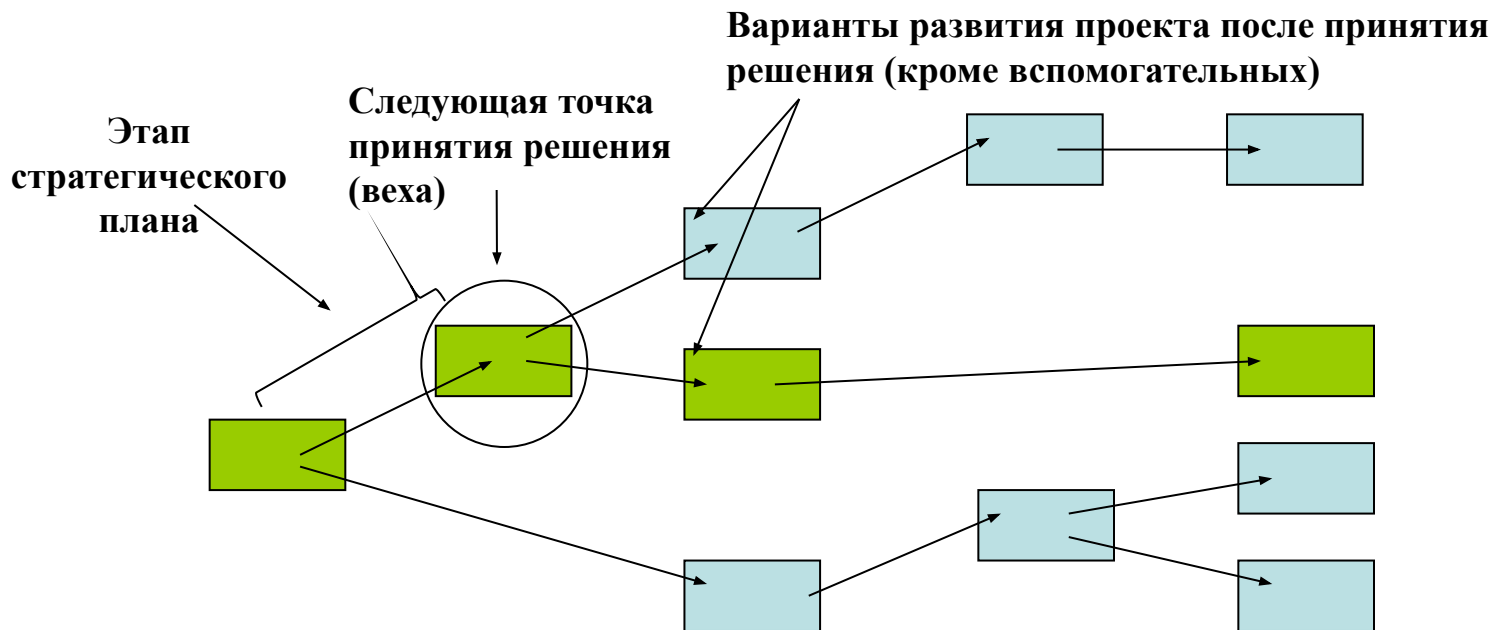 Варианты развития проекта после принятия
решения (кроме вспомогательных)
Следующая точка
принятия решения
(веха)
Этап
стратегического
плана